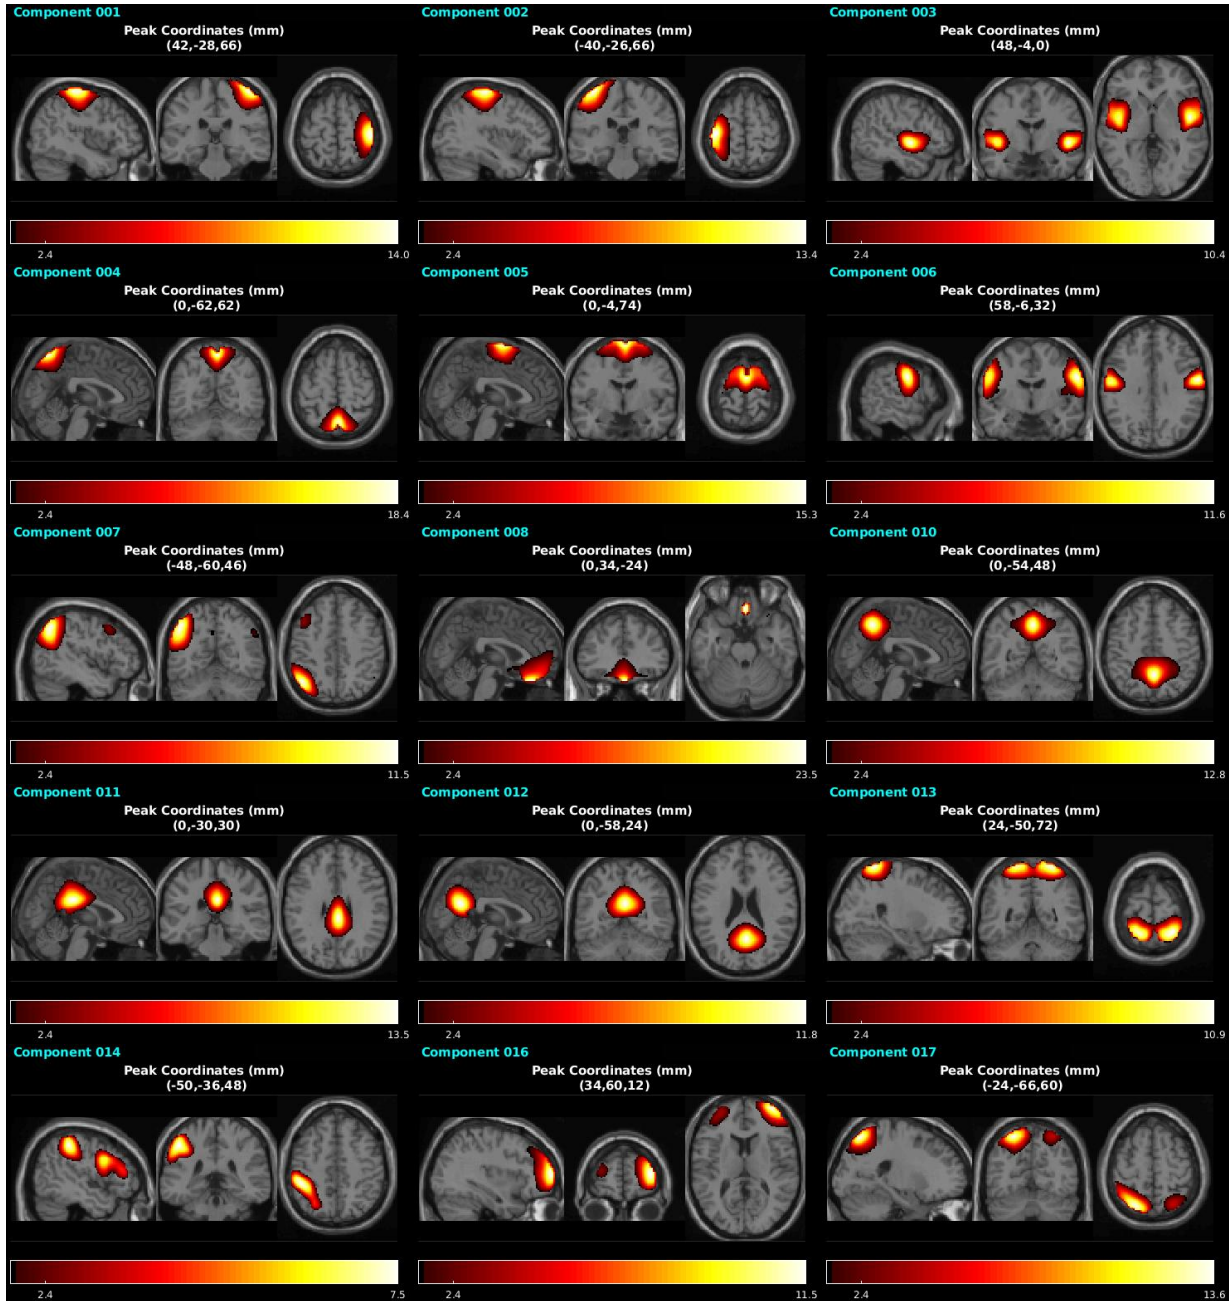 Component 001
Peak Coordinates (mm)
(42,-28,66)
2.4
14.0
Component 002
Peak Coordinates (mm)
(-40,-26,66)
2.4
13.4
Component 003
Peak Coordinates (mm)
(48,-4,0)
2.4
10.4
Component 004
Peak Coordinates (mm)
(0,-62,62)
2.4
18.4
Component 005
Peak Coordinates (mm)
(0,-4,74)
2.4
15.3
Component 006
Peak Coordinates (mm)
(58,-6,32)
2.4
11.6
Component 007
Peak Coordinates (mm)
(-48,-60,46)
2.4
11.5
Component 008
Peak Coordinates (mm)
(0,34,-24)
2.4
23.5
Component 010
Peak Coordinates (mm)
(0,-54,48)
2.4
12.8
Component 011
Peak Coordinates (mm)
(0,-30,30)
2.4
13.5
Component 012
Peak Coordinates (mm)
(0,-58,24)
2.4
11.8
Component 013
Peak Coordinates (mm)
(24,-50,72)
2.4
10.9
Component 014
Peak Coordinates (mm)
(-50,-36,48)
2.4
7.5
Component 016
Peak Coordinates (mm)
(34,60,12)
2.4
11.5
Component 017
Peak Coordinates (mm)
(-24,-66,60)
2.4
13.6